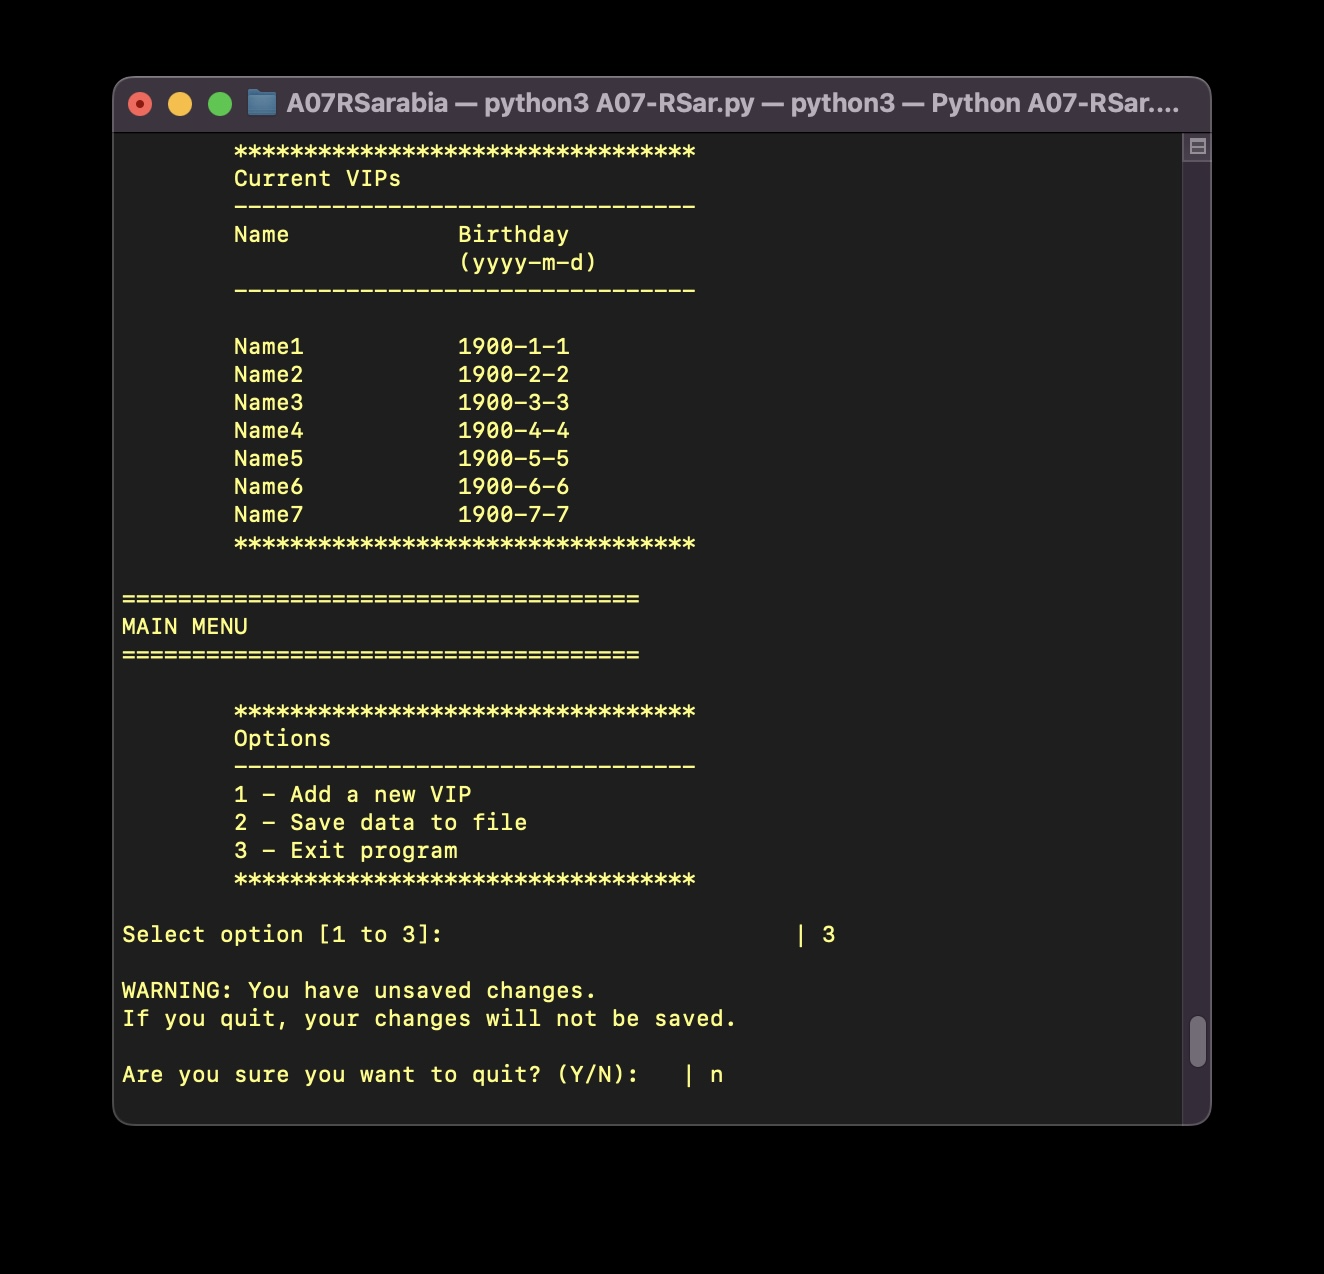 A07RSarabia — python3 A07-RSar.py — python3 — Python A07-RSar....
*********************************
Current VIPs
---------------------------------
Name            Birthday
                (yyyy-m-d)
---------------------------------
Name1           1900-1-1
Name2           1900-2-2
Name3           1900-3-3
Name4           1900-4-4
Name5           1900-5-5
Name6           1900-6-6
Name7           1900-7-7
*********************************
=====================================
MAIN MENU
=====================================
*********************************
Options
---------------------------------
1 - Add a new VIP
2 - Save data to file
3 - Exit program
*********************************
Select option [1 to 3]:                         | 3
WARNING: You have unsaved changes.
If you quit, your changes will not be saved.
Are you sure you want to quit? (Y/N):   | n